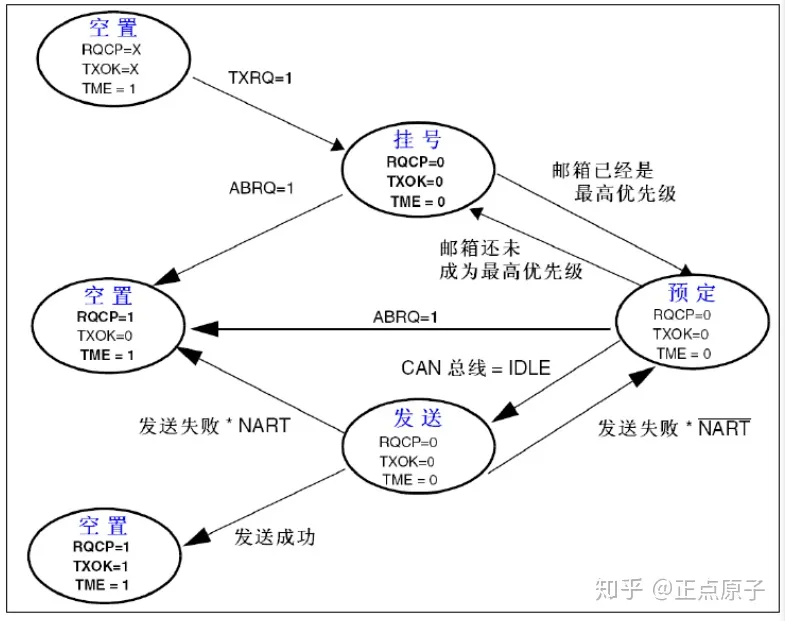 空置
RQCP=X
TXOK=X
TME = 1
TXRQ=1
挂号
RQCP=0
TXOK=0
TME = 0
邮箱已经是
最高优先级
ABRQ=1
邮箱还未
成为最高优先级
空置
RQCP=1
TXOK=0
TME = 1
预定
RQCP=0
TXOK=0
TME = 0
ABRQ=1
CAN 总线 = IDLE
发送失败 * NART
发送
RQCP=0
TXOK=0
TME = 0
发送失败 * N̅A̅R̅T̅
发送成功
空置
RQCP=1
TXOK=1
TME = 1
知乎 @正点原子